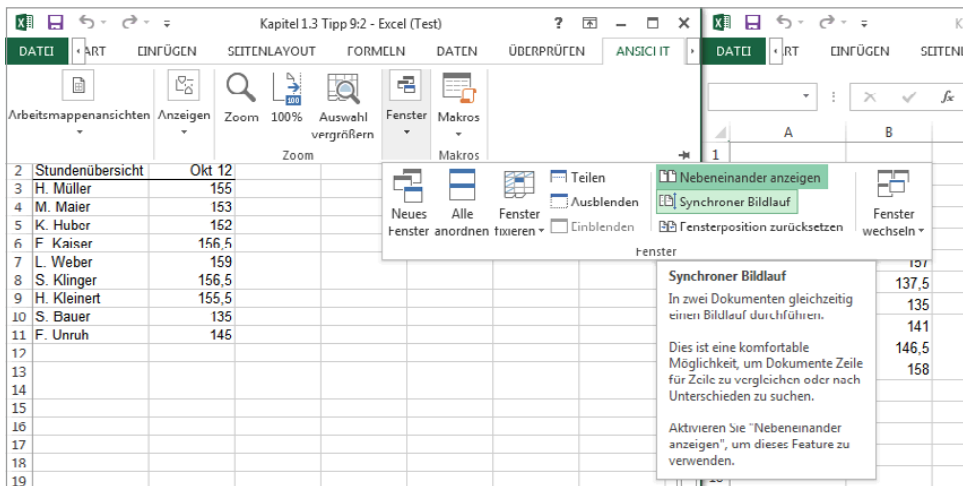 Kapitel 1.3 Tipp 9:2 - Excel (Test)
?
DATEI ART EINFÜGEN SEITENLAYOUT FORMELN DATEN ÜBERPRÜFEN ANSICHT
Arbeitsmappenansichten Anzeigen Zoom 100% Auswahl vergrößern Fenster Makros
Zoom Makros
2 Stundenübersicht Okt 12
3 H. Müller 155
4 M. Maier 153
5 K. Huber 152
6 F. Kaiser 156,5
7 L. Weber 159
8 S. Klinger 156,5
9 H. Kleinert 155,5
10 S. Bauer 135
11 F. Unruh 145
12
13
14
15
16
17
18
19
Neues Fenster
Alle anordnen
Fenster fixieren
Teilen
Ausblenden
Einblenden
Nebeneinander anzeigen
Synchroner Bildlauf
Fensterposition zurücksetzen
Fenster wechseln
Fenster
Synchroner Bildlauf
In zwei Dokumenten gleichzeitig
einen Bildlauf durchführen.
Dies ist eine komfortable
Möglichkeit, um Dokumente Zeile
für Zeile zu vergleichen oder nach
Unterschieden zu suchen.
Aktivieren Sie "Nebeneinander
anzeigen", um dieses Feature zu
verwenden.
K
DATEI RT EINFÜGEN SEITENL
fx
A B
1
157
137,5
135
141
146,5
158